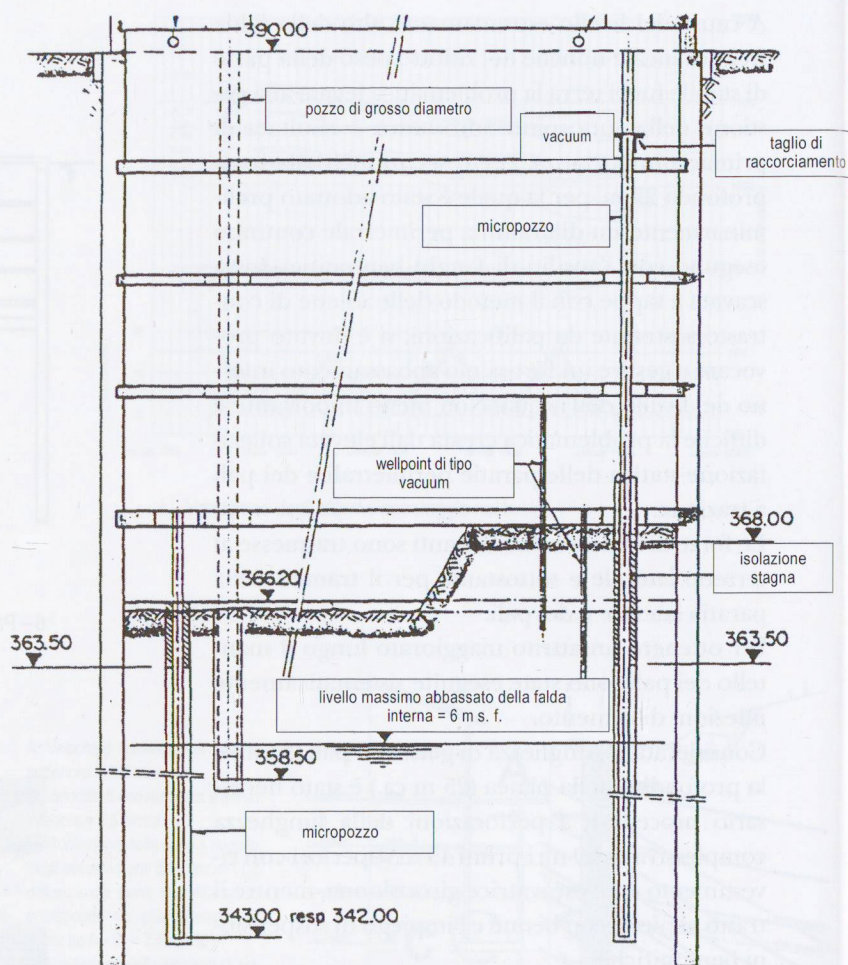 390.00
pozzo di grosso diametro
vacuum
taglio di
raccorciamento
micropozzo
wellpoint di tipo
vacuum
368.00
isolazione
stagna
366.20
363.50
363.50
livello massimo abbassato della falda
interna = 6 m s. f.
358.50
micropozzo
343.00 resp 342.00